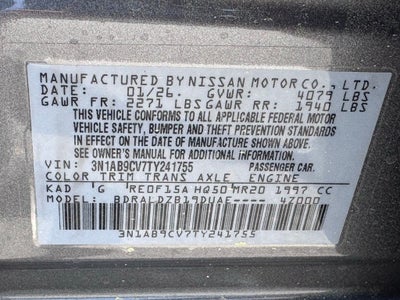 MANUFACTURED BY NISSAN MOTOR CO., LTD.
DATE: 01/26. GVWR: 4079 LBS
GAWR FR: 2271 LBS GAWR RR: 1940 LBS
THIS VEHICLE CONFORMS TO ALL APPLICABLE FEDERAL MOTOR
VEHICLE SAFETY, BUMPER AND THEFT PREVENTION STANDARDS
IN EFFECT ON THE DATE OF MANUFACTURE SHOWN ABOVE.
SEE OWNER'S MANUAL FOR ADDITIONAL INFORMATION
VIN: 3N1AB9CV7TY241755 PASSENGER CAR.
COLOR TRIM TRANS AXLE ENGINE
KAD G RE0F15A HQ50 MR20 1997 CC
BDRALDZB19DUAE---- 4Z000
3N1AB9CV7TY241755